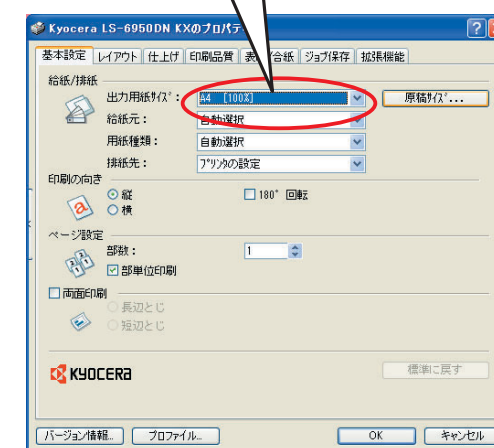 Kyocera LS-6950DN KXのプロパテ
基本設定 レイアウト 仕上げ 印刷品質 表 合紙 ジョブ保存 拡張機能
給紙/排紙
出力用紙ｻｲｽﾞ: A4 [100%] 原稿ｻｲｽﾞ...
給紙元: 自動選択
用紙種類: 自動選択
排紙先: ﾌﾟﾘﾝﾀの設定
印刷の向き
縦 180° 回転
横
ページ設定
部数: 1
部単位印刷
両面印刷
長辺とじ
短辺とじ
KYOCERA 標準に戻す
バージョン情報... プロファイル... OK キャンセル